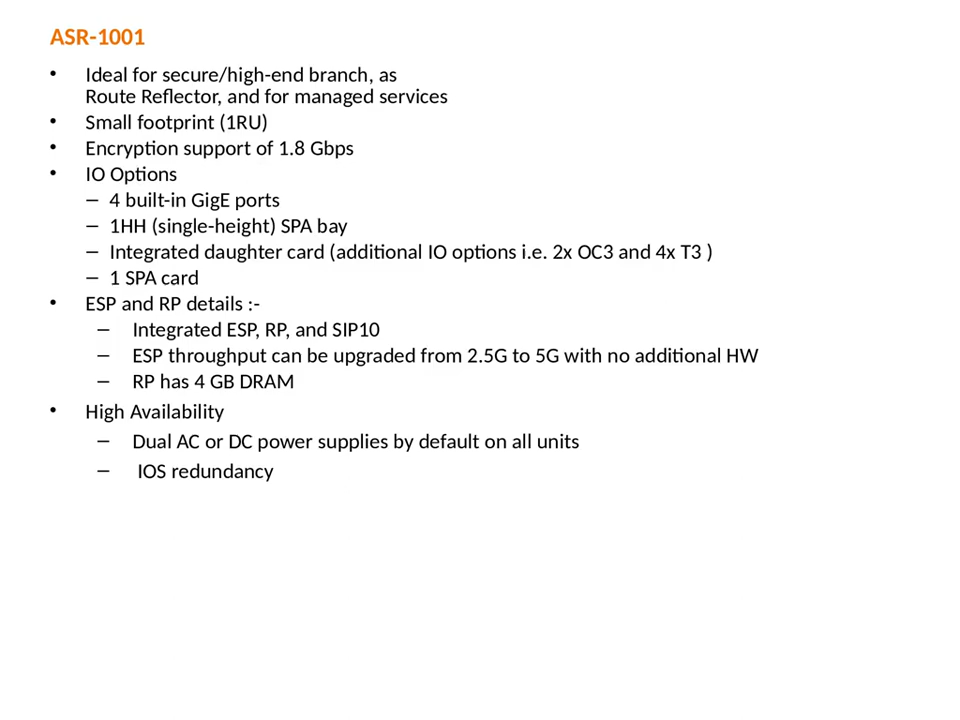 ASR-1001
• Ideal for secure/high-end branch, as
Route Reflector, and for managed services
• Small footprint (1RU)
• Encryption support of 1.8 Gbps
• IO Options
– 4 built-in GigE ports
– 1HH (single-height) SPA bay
– Integrated daughter card (additional IO options i.e. 2x OC3 and 4x T3 )
– 1 SPA card
• ESP and RP details :-
– Integrated ESP, RP, and SIP10
– ESP throughput can be upgraded from 2.5G to 5G with no additional HW
– RP has 4 GB DRAM
• High Availability
– Dual AC or DC power supplies by default on all units
– IOS redundancy